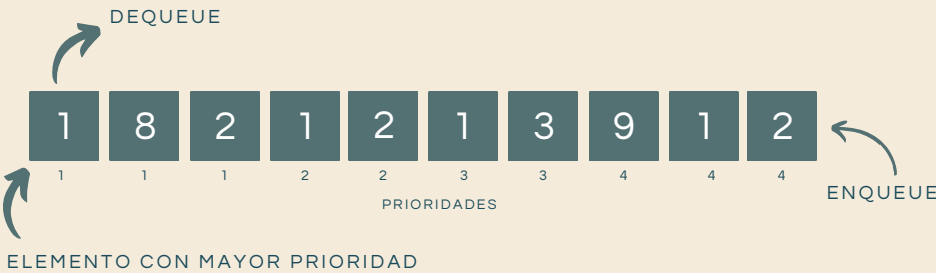 DEQUEUE
1 8 2 1 2 1 3 9 1 2
1 1 1 2 2 3 3 4 4 4
ENQUEUE
PRIORIDADES
ELEMENTO CON MAYOR PRIORIDAD